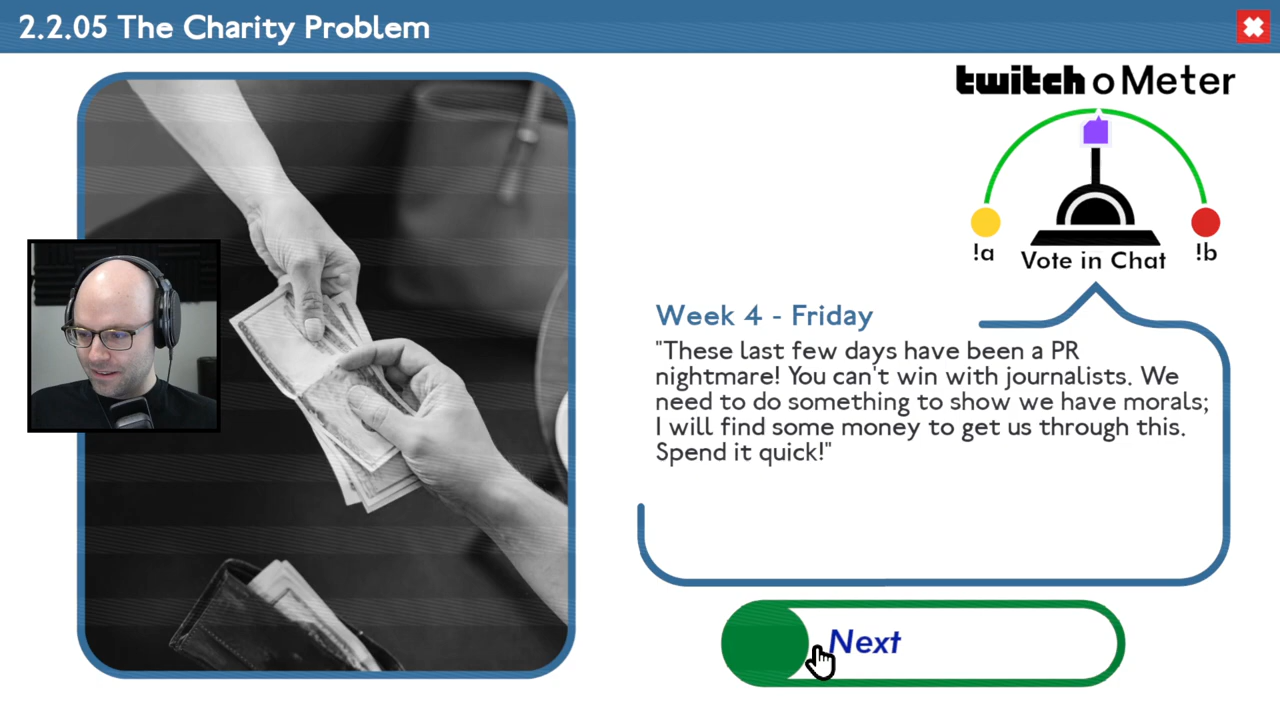 2.2.05 The Charity Problem
twitch o Meter
!a
Vote in Chat
!b
Week 4 - Friday
"These last few days have been a PR
nightmare! You can't win with journalists. We
need to do something to show we have morals;
I will find some money to get us through this.
Spend it quick!"
Next